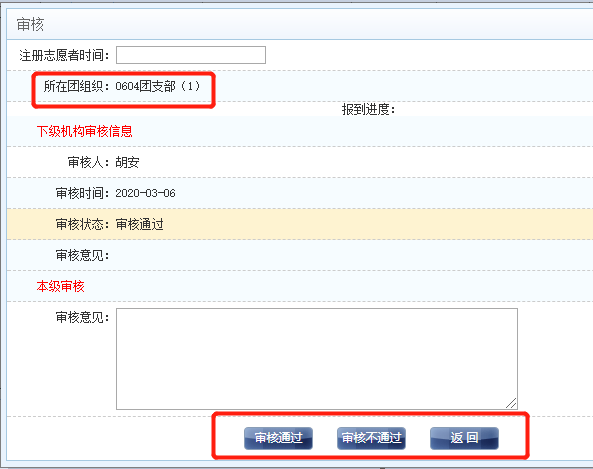 审核
注册志愿者时间：
所在团组织：0604团支部（1）
报到进度：
下级机构审核信息
审核人：胡安
审核时间：2020-03-06
审核状态：审核通过
审核意见：
本级审核
审核意见：
审核通过 审核不通过 返 回